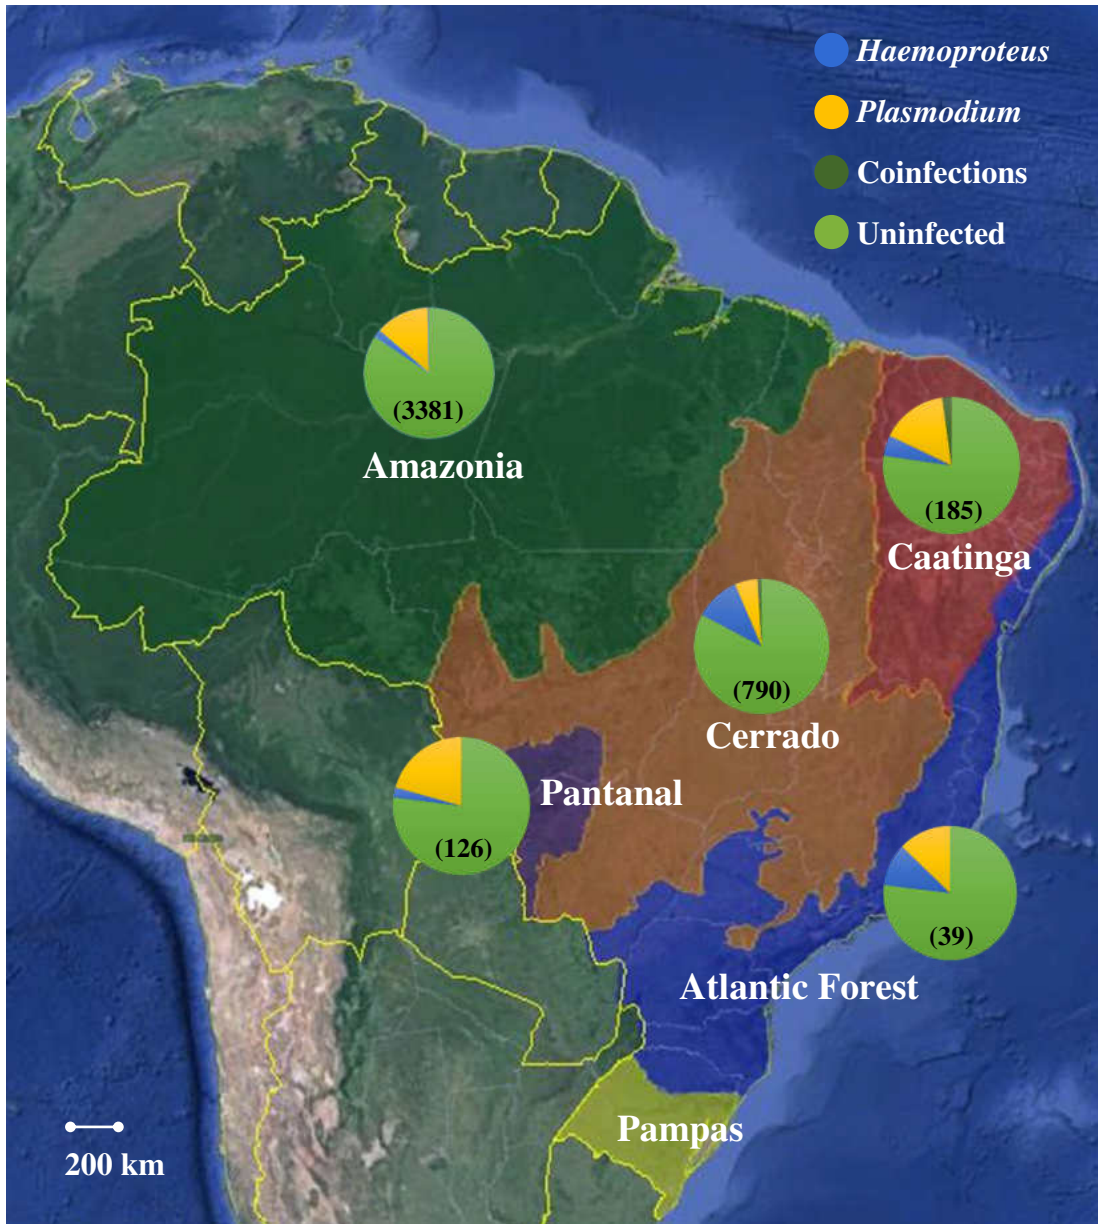 Haemoproteus
Plasmodium
Coinfections
Uninfected
(3381)
Amazonia
(185)
Caatinga
(790)
Cerrado
Pantanal
(126)
(39)
Atlantic Forest
Pampas
200 km